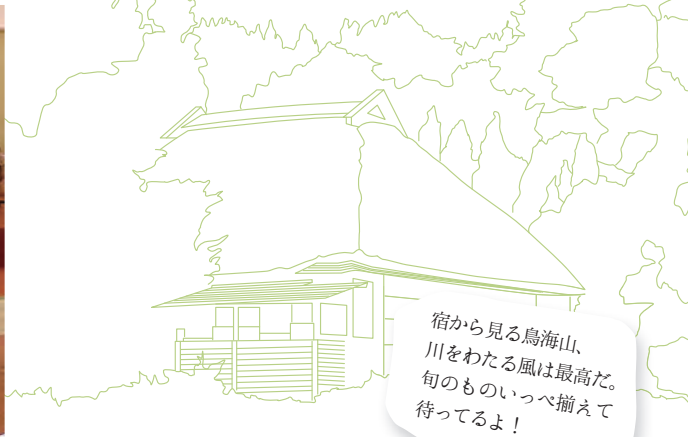 宿から見る鳥海山、
川をわたる風は最高だ。
旬のものいっぺ揃えて
待ってるよ！